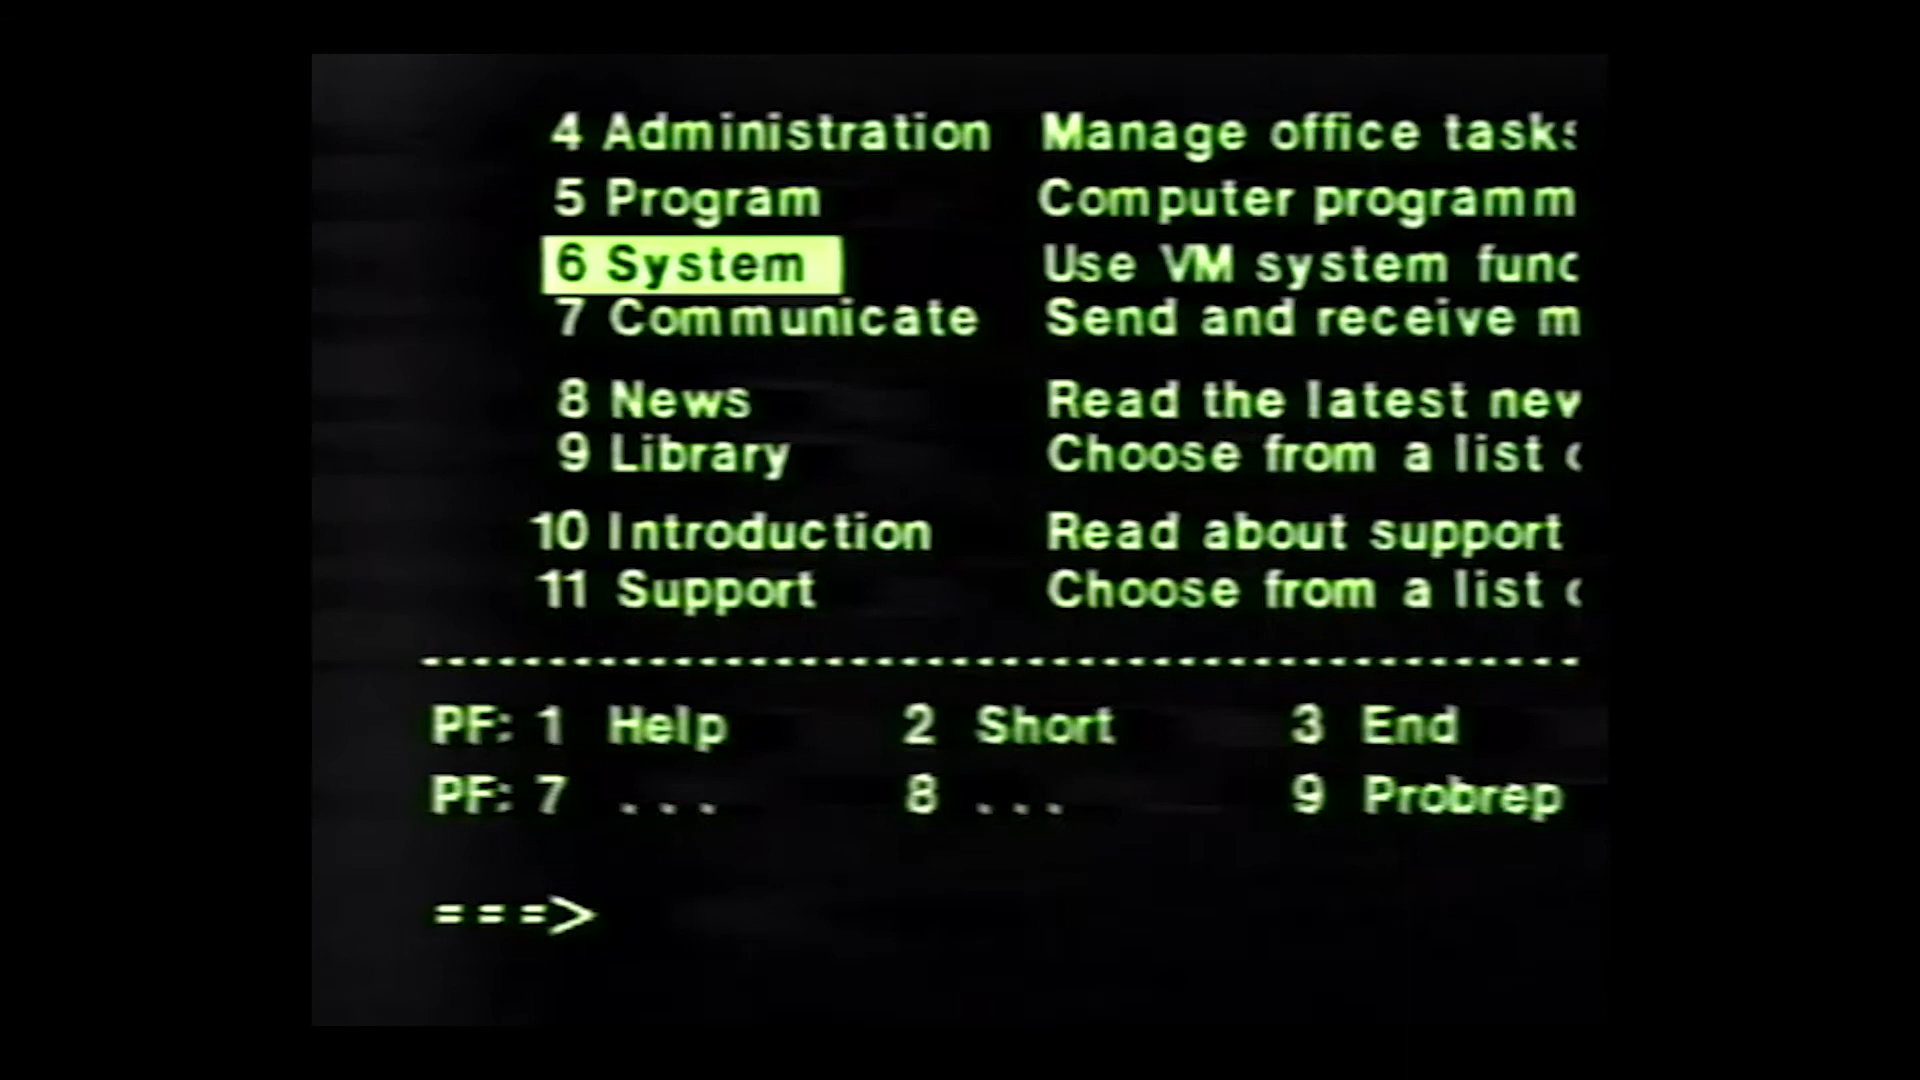 4 Administration Manage office tasks
5 Program Computer programm
6 System Use VM system func
7 Communicate Send and receive m
8 News Read the latest new
9 Library Choose from a list
10 Introduction Read about support
11 Support Choose from a list
PF: 1 Help 2 Short 3 End
PF: 7 ... 8 ... 9 Probrep
===>